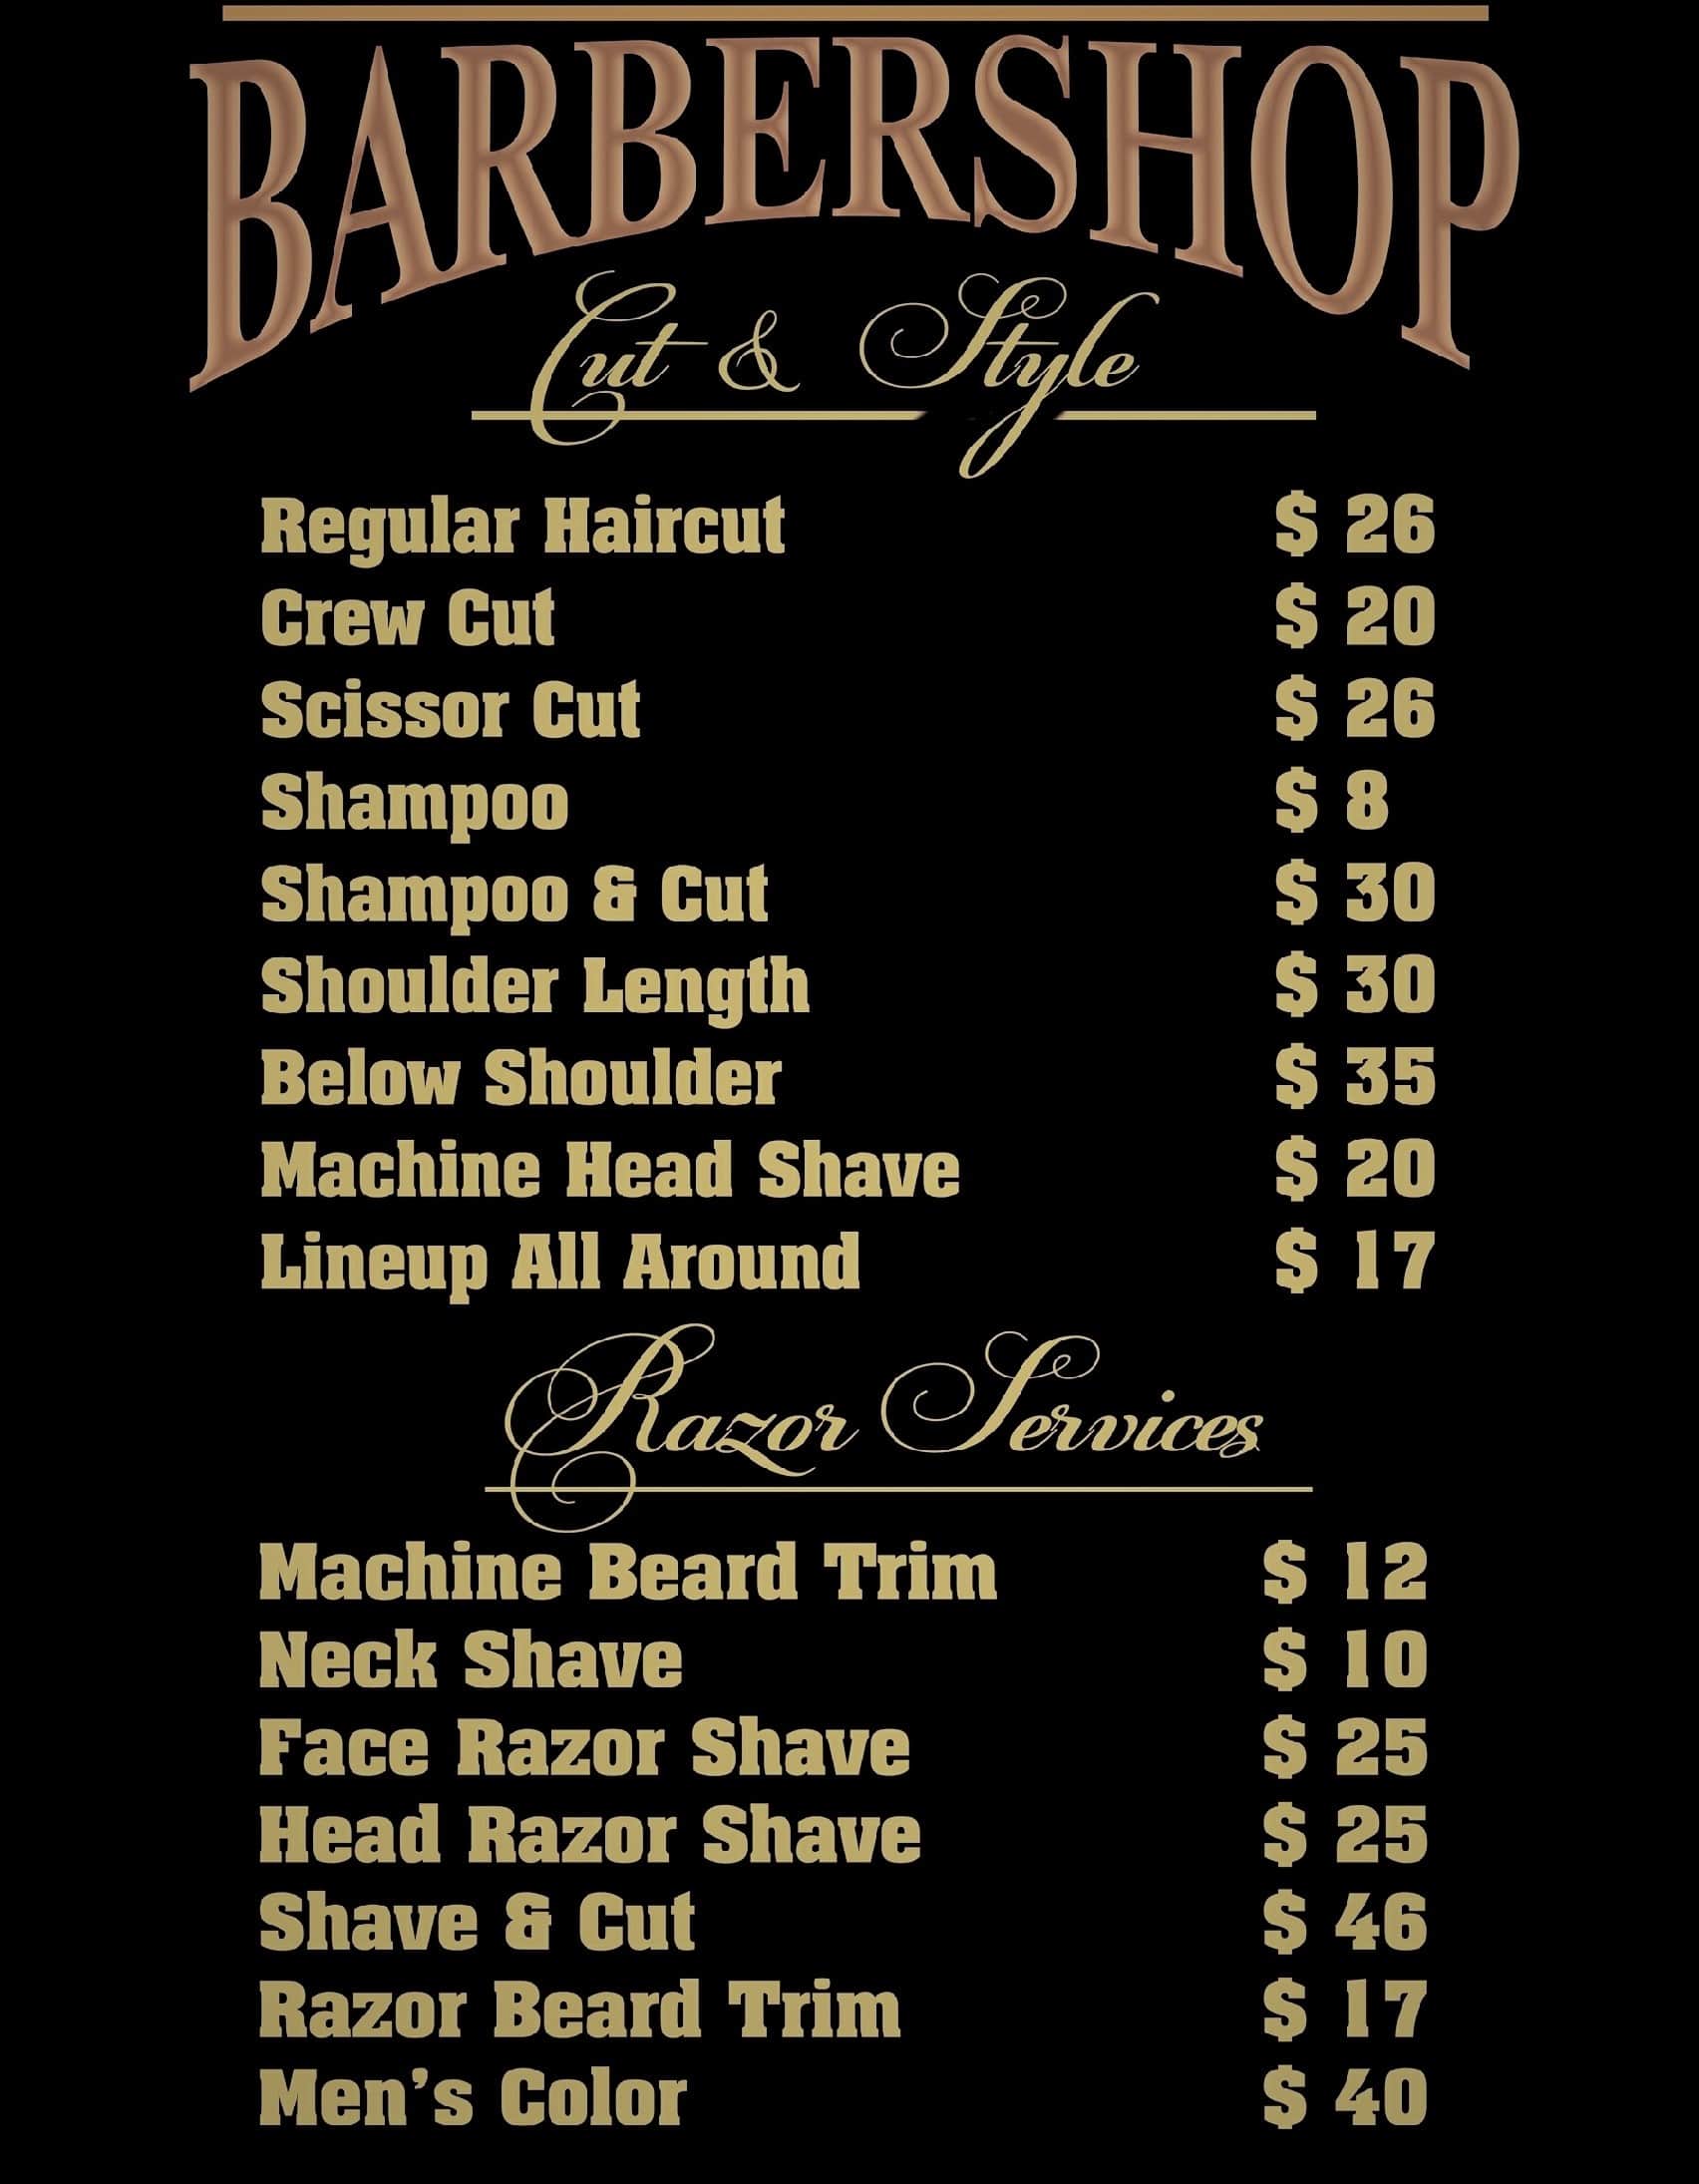 BARBERSHOP
Cut & Style
Regular Haircut $ 26
Crew Cut $ 20
Scissor Cut $ 26
Shampoo $ 8
Shampoo & Cut $ 30
Shoulder Length $ 30
Below Shoulder $ 35
Machine Head Shave $ 20
Lineup All Around $ 17
Razor Services
Machine Beard Trim $ 12
Neck Shave $ 10
Face Razor Shave $ 25
Head Razor Shave $ 25
Shave & Cut $ 46
Razor Beard Trim $ 17
Men's Color $ 40